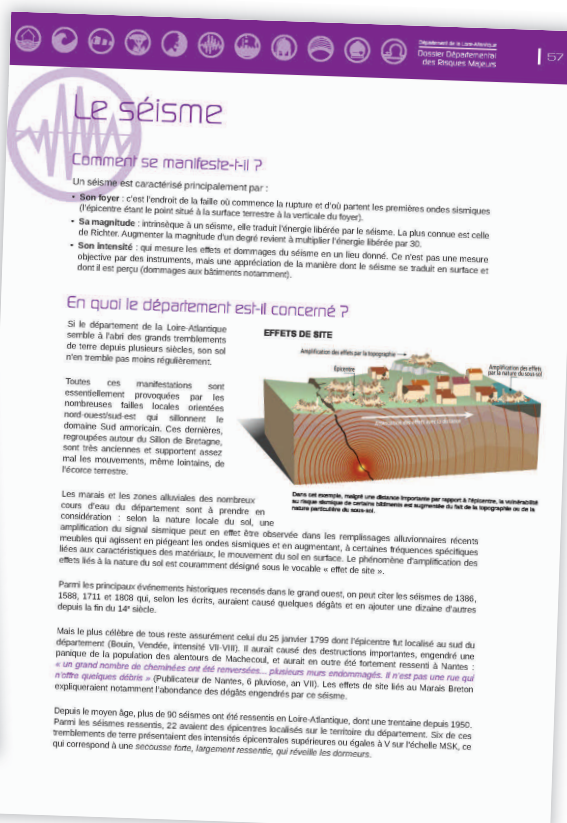 Département de la Loire-Atlantique
Dossier Départemental
des Risques Majeurs
57
Le séisme
Comment se manifeste-t-il ?
Un séisme est caractérisé principalement par :
• Son foyer : c'est l'endroit de la faille où commence la rupture et d'où partent les premières ondes sismiques
(l'épicentre étant le point situé à la surface terrestre à la verticale du foyer).
• Sa magnitude : intrinsèque à un séisme, elle traduit l'énergie libérée par le séisme. La plus connue est celle
de Richter. Augmenter la magnitude d'un degré revient à multiplier l'énergie libérée par 30.
• Son intensité : qui mesure les effets et dommages du séisme en un lieu donné. Ce n'est pas une mesure
objective par des instruments, mais une appréciation de la manière dont le séisme se traduit en surface et
dont il est perçu (dommages aux bâtiments notamment).
En quoi le département est-il concerné ?
Si le département de la Loire-Atlantique
semble à l'abri des grands tremblements
de terre depuis plusieurs siècles, son sol
n'en tremble pas moins régulièrement.
Toutes ces manifestations sont
essentiellement provoquées par les
nombreuses failles locales orientées
nord-ouest/sud-est qui sillonnent le
domaine Sud armoricain. Ces dernières,
regroupées autour du Sillon de Bretagne,
sont très anciennes et supportent assez
mal les mouvements, même lointains, de
l'écorce terrestre.
EFFETS DE SITE
Amplification des effets par la topographie
Epicentre
Amplification des effets
par la nature du sous-sol
Dans cet exemple, malgré une distance importante par rapport à l'épicentre, la vulnérabilité
au risque sismique de certains bâtiments est augmentée du fait de la topographie ou de la
nature particulière du sous-sol.
Les marais et les zones alluviales des nombreux
cours d'eau du département sont à prendre en
considération : selon la nature locale du sol, une
amplification du signal sismique peut en effet être observée dans les remplissages alluvionnaires récents
meubles qui agissent en piégeant les ondes sismiques et en augmentant, à certaines fréquences spécifiques
liées aux caractéristiques des matériaux, le mouvement du sol en surface. Le phénomène d'amplification des
effets liés à la nature du sol est couramment désigné sous le vocable « effet de site ».
Parmi les principaux événements historiques recensés dans le grand ouest, on peut citer les séismes de 1386,
1588, 1711 et 1808 qui, selon les écrits, auraient causé quelques dégâts et en ajouter une dizaine d'autres
depuis la fin du 14e siècle.
Mais le plus célèbre de tous reste assurément celui du 25 janvier 1799 dont l'épicentre fut localisé au sud du
département (Bouin, Vendée, intensité VII-VIII). Il aurait causé des destructions importantes, engendré une
panique de la population des alentours de Machecoul, et aurait en outre été fortement ressenti à Nantes :
« un grand nombre de cheminées ont été renversées... plusieurs murs endommagés. Il n'est pas une rue qui
n'offre quelques débris » (Publicateur de Nantes, 6 pluviose, an VII). Les effets de site liés au Marais Breton
expliqueraient notamment l'abondance des dégâts engendrés par ce séisme.
Depuis le moyen âge, plus de 90 séismes ont été ressentis en Loire-Atlantique, dont une trentaine depuis 1950.
Parmi les séismes ressentis, 22 avaient des épicentres localisés sur le territoire du département. Six de ces
tremblements de terre présentaient des intensités épicentrales supérieures ou égales à V sur l'échelle MSK, ce
qui correspond à une secousse forte, largement ressentie, qui réveille les dormeurs.